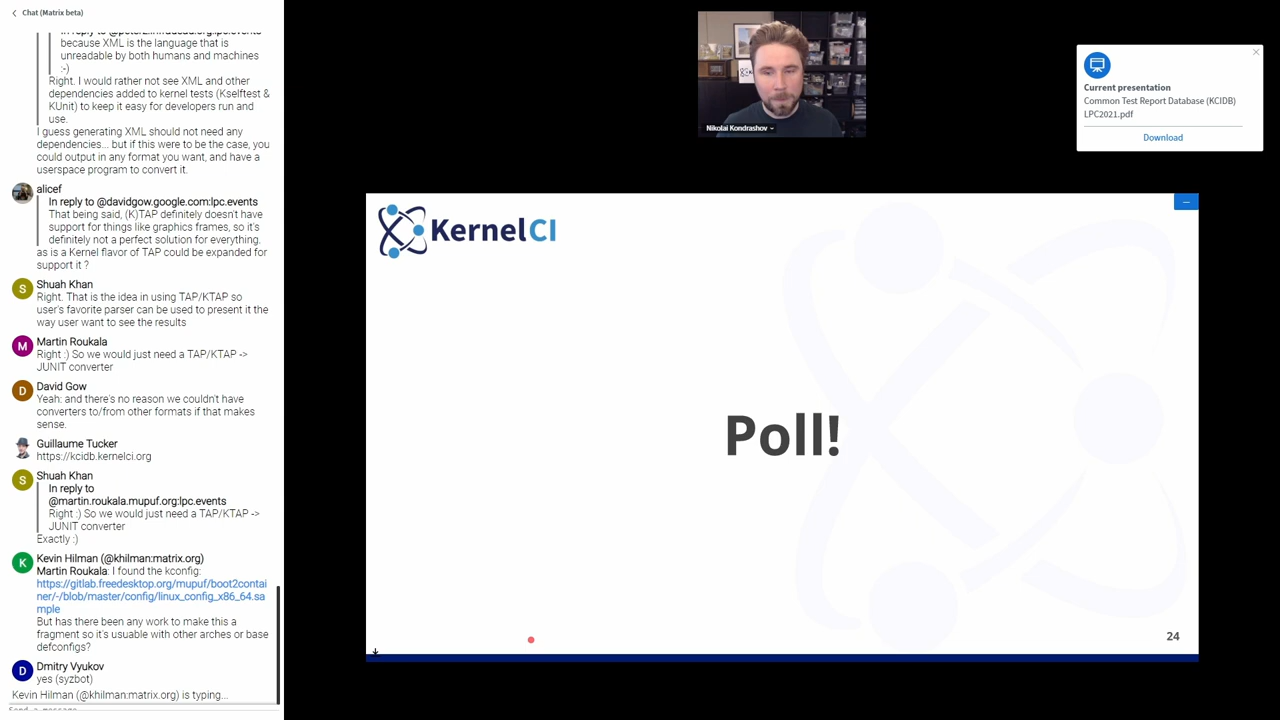 Chat (Matrix beta)
In reply to @peterz.infradead.org:lpc.events
because XML is the language that is
unreadable by both humans and machines
:-)
Right. I would rather not see XML and other
dependencies added to kernel tests (Kselftest &
KUnit) to keep it easy for developers run and
use.
I guess generating XML should not need any
dependencies... but if this were to be the case, you
could output in any format you want, and have a
userspace program to convert it.
alicef
In reply to @davidgow.google.com:lpc.events
That being said, (K)TAP definitely doesn't have
support for things like graphics frames, so it's
definitely not a perfect solution for everything.
as is a Kernel flavor of TAP could be expanded for
support it ?
S
Shuah Khan
Right. That is the idea in using TAP/KTAP so
user's favorite parser can be used to present it the
way user want to see the results
M
Martin Roukala
Right :) So we would just need a TAP/KTAP ->
JUNIT converter
D
David Gow
Yeah: and there's no reason we couldn't have
converters to/from other formats if that makes
sense.
Guillaume Tucker
https://kcidb.kernelci.org
S
Shuah Khan
In reply to
@martin.roukala.mupuf.org:lpc.events
Right :) So we would just need a TAP/KTAP ->
JUNIT converter
Exactly :)
K
Kevin Hilman (@khilman:matrix.org)
Martin Roukala: I found the kconfig:
https://gitlab.freedesktop.org/mupuf/boot2contai
ner/-/blob/master/config/linux_config_x86_64.sa
mple
But has there been any work to make this a
fragment so it's usuable with other arches or base
defconfigs?
D
Dmitry Vyukov
yes (syzbot)
Kevin Hilman (@khilman:matrix.org) is typing...
Send a message
Nikolai Kondrashov
Current presentation
Common Test Report Database (KCIDB)
LPC2021.pdf
Download
KernelCI
Poll!
24